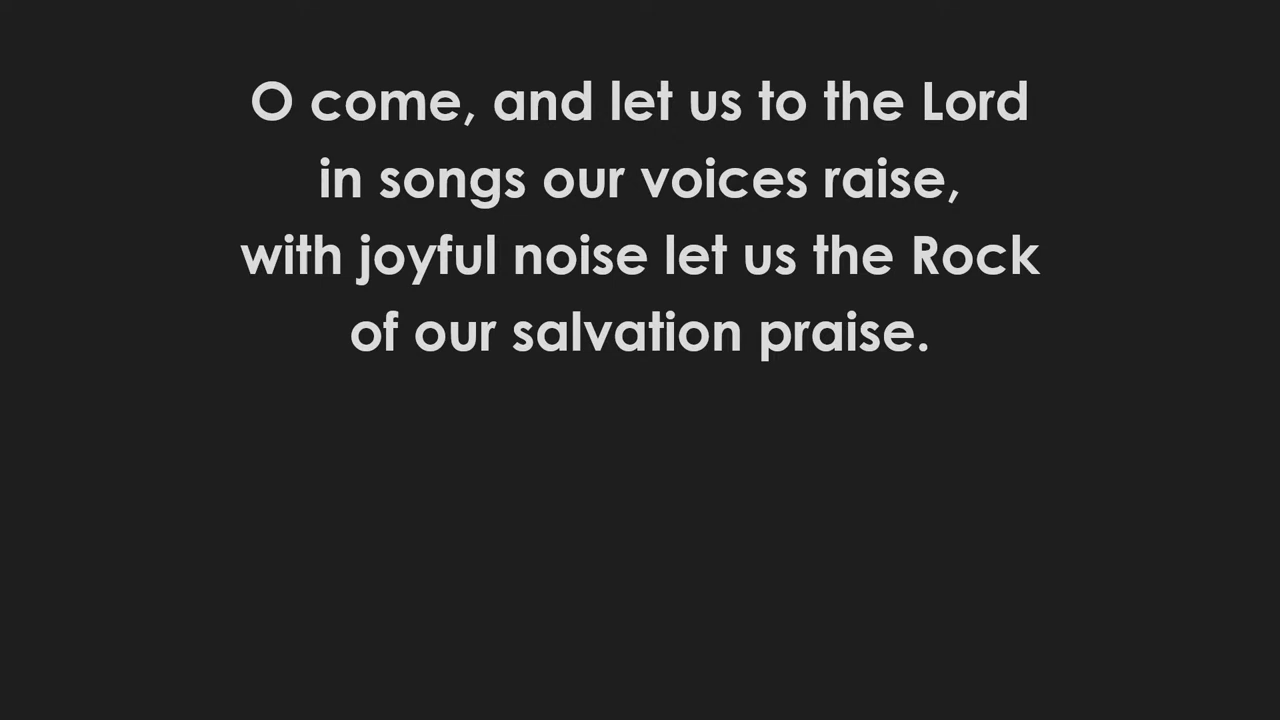 O come, and let us to the Lord
in songs our voices raise,
with joyful noise let us the Rock
of our salvation praise.